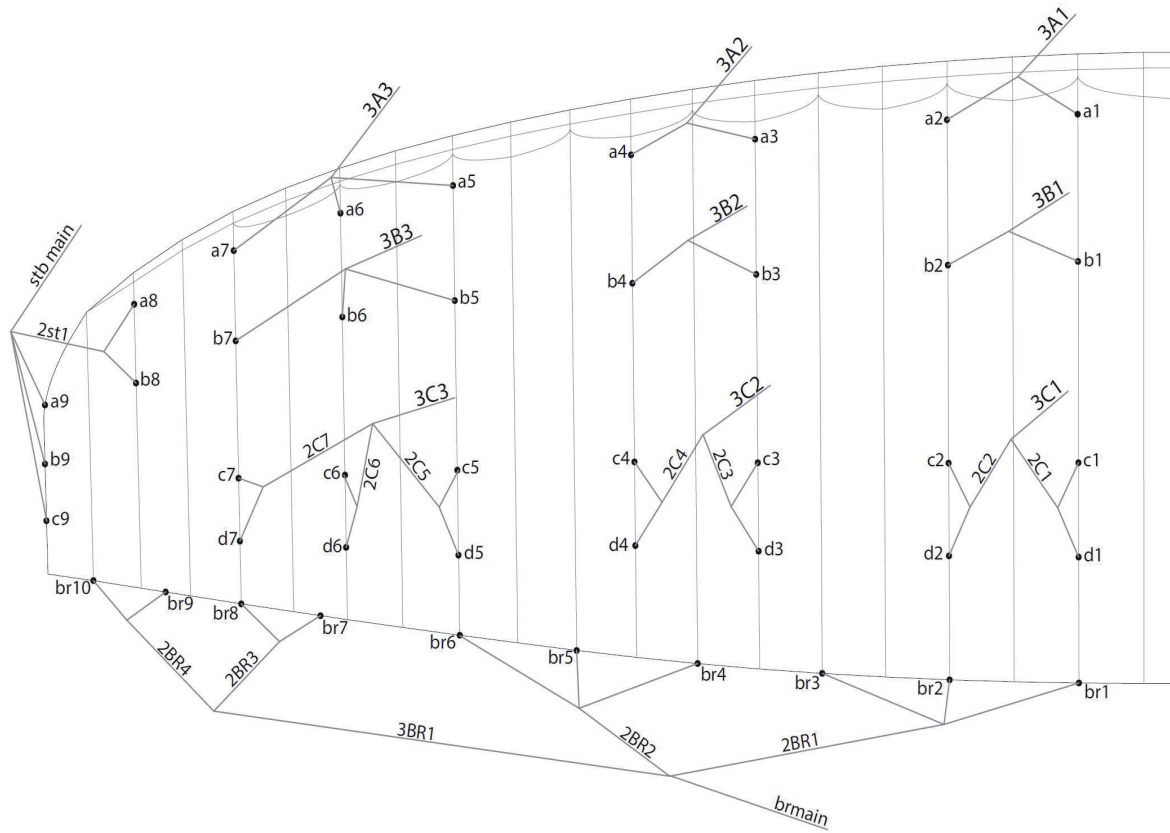 3A1
3A2
3A3
a1
a2
a3
a4
a5
a6
a7
3B1
3B2
3B3
stb main
b1
b2
b3
b4
b5
b6
b7
a8
2st1
b8
a9
b9
c9
3C1
3C2
3C3
2C7
2C6
2C5
2C4
2C3
2C2
2C1
c7
c6
c5
c4
c3
c2
c1
d7
d6
d5
d4
d3
d2
d1
br10
br9
br8
br7
br6
br5
br4
br3
br2
br1
2BR4
2BR3
3BR1
2BR2
2BR1
brmain